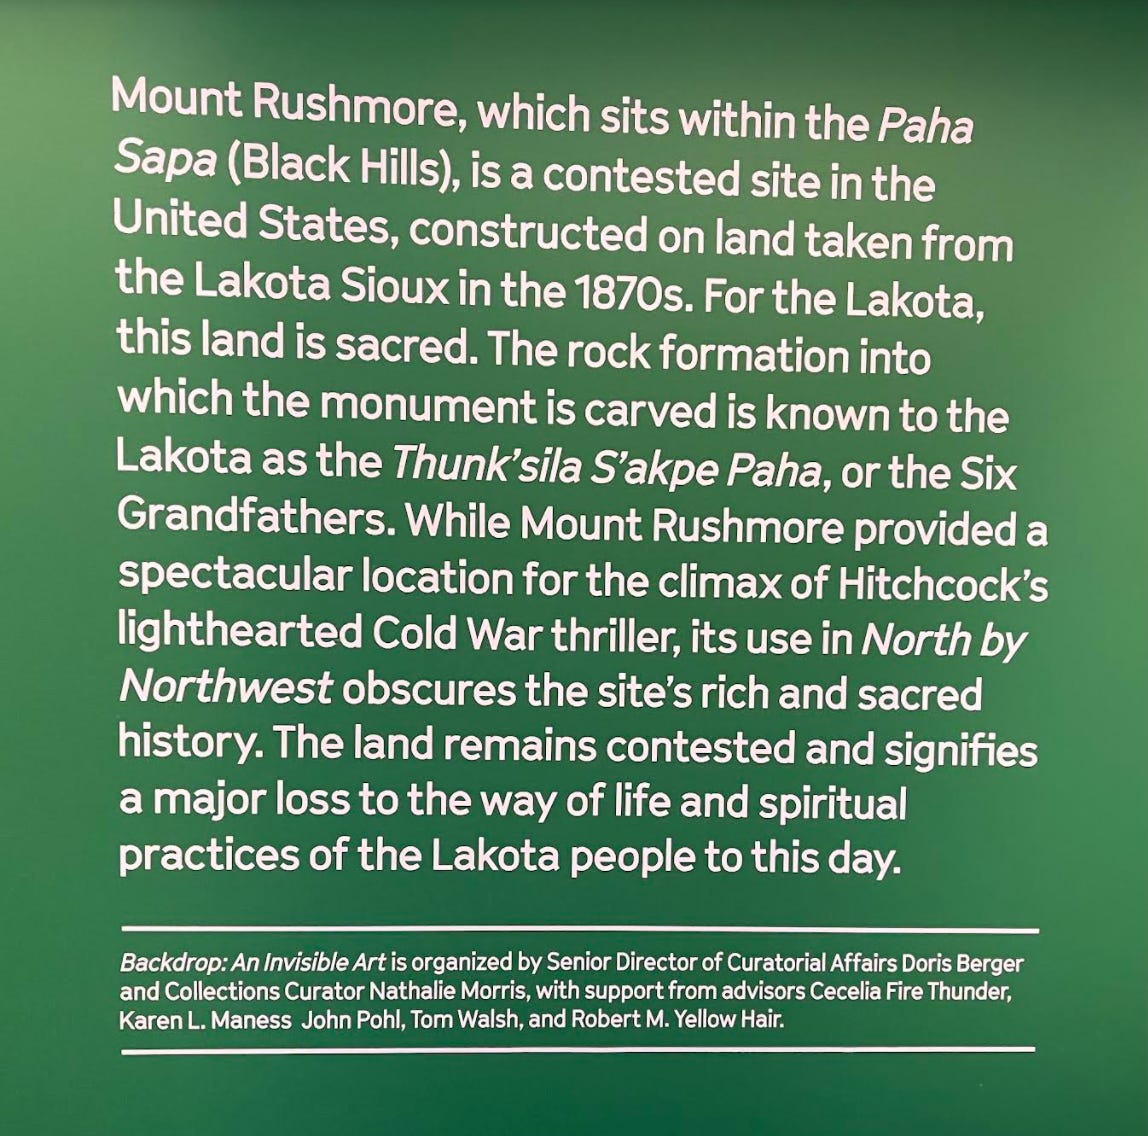 Mount Rushmore, which sits within the Paha
Sapa (Black Hills), is a contested site in the
United States, constructed on land taken from
the Lakota Sioux in the 1870s. For the Lakota,
this land is sacred. The rock formation into
which the monument is carved is known to the
Lakota as the Thunk’sila S’akpe Paha, or the Six
Grandfathers. While Mount Rushmore provided a
spectacular location for the climax of Hitchcock’s
lighthearted Cold War thriller, its use in North by
Northwest obscures the site’s rich and sacred
history. The land remains contested and signifies
a major loss to the way of life and spiritual
practices of the Lakota people to this day.
Backdrop: An Invisible Art is organized by Senior Director of Curatorial Affairs Doris Berger
and Collections Curator Nathalie Morris, with support from advisors Cecelia Fire Thunder,
Karen L. Maness  John Pohl, Tom Walsh, and Robert M. Yellow Hair.